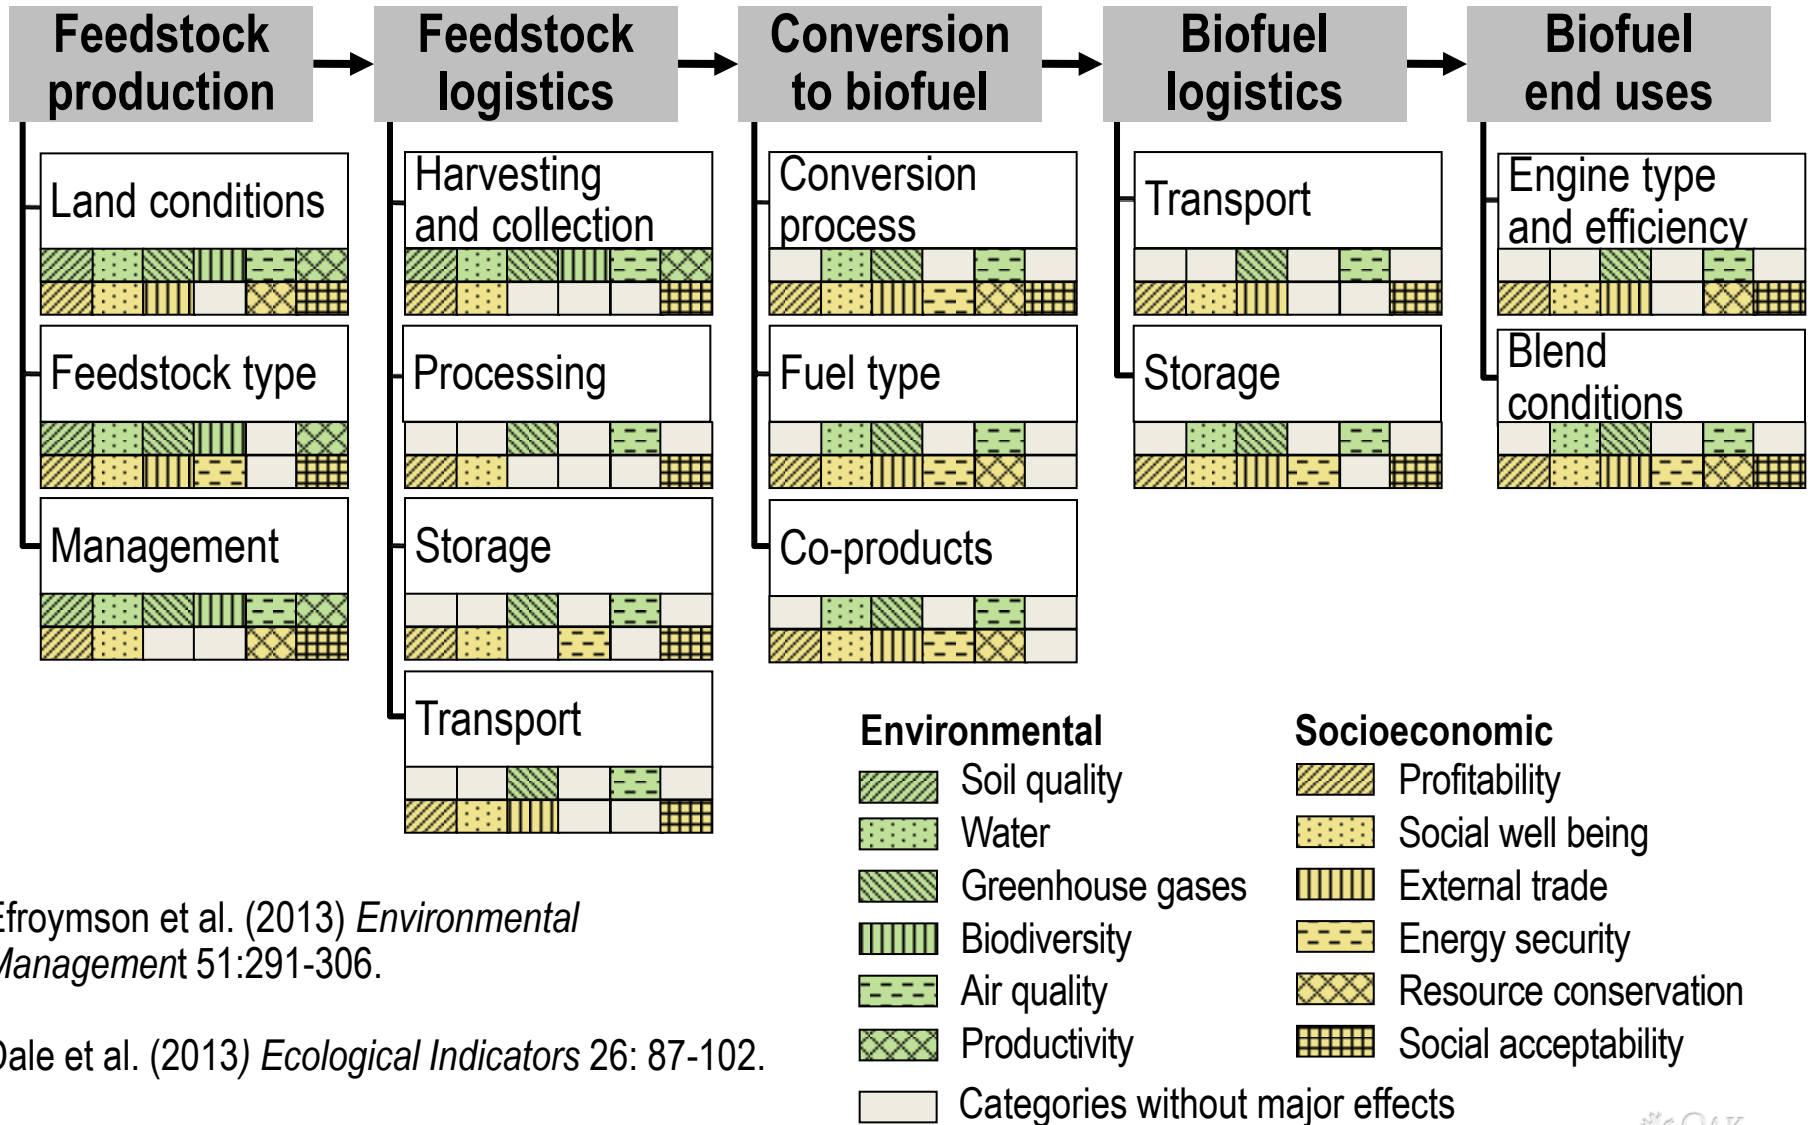 Feedstock
production
Feedstock
logistics
Conversion
to biofuel
Biofuel
logistics
Biofuel
end uses
Land conditions
Feedstock type
Management
Harvesting
and collection
Processing
Storage
Transport
Conversion
process
Fuel type
Co-products
Transport
Storage
Engine type
and efficiency
Blend
conditions
Environmental
Soil quality
Water
Greenhouse gases
Biodiversity
Air quality
Productivity
Categories without major effects
Socioeconomic
Profitability
Social well being
External trade
Energy security
Resource conservation
Social acceptability
Efroymson et al. (2013) Environmental
Management 51:291-306.
Dale et al. (2013) Ecological Indicators 26: 87-102.
OAK